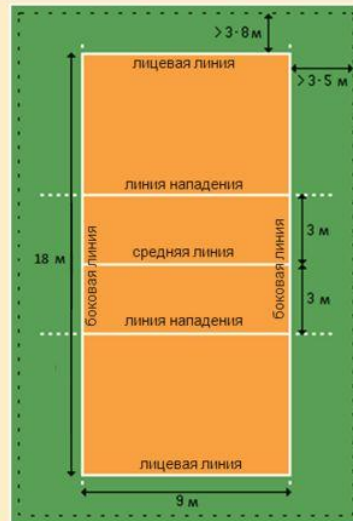 >3-8 м
лицевая линия
>3-5 м
линия нападения
боковая линия
18 м
средняя линия
боковая линия
3 м
3 м
линия нападения
лицевая линия
9 м